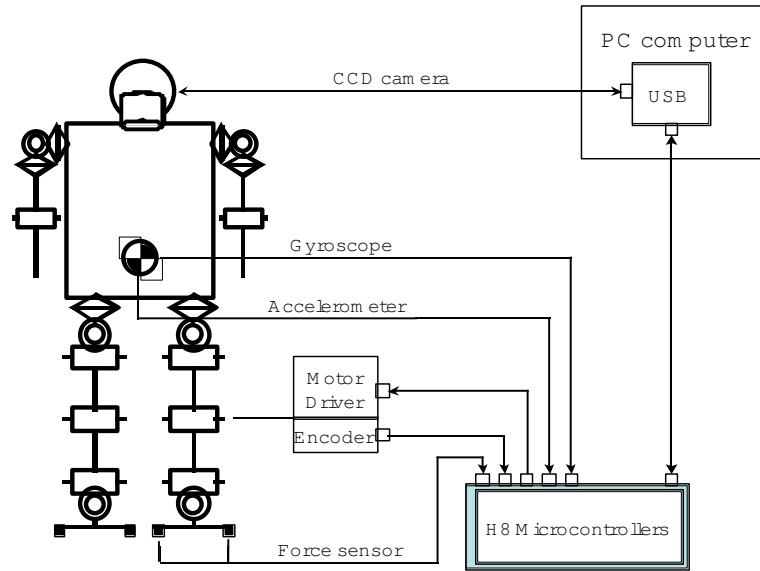 PC computer
CCD camera
USB
Gyroscope
Accelerometer
Motor
Driver
Encoder
H8 Microcontrollers
Force sensor